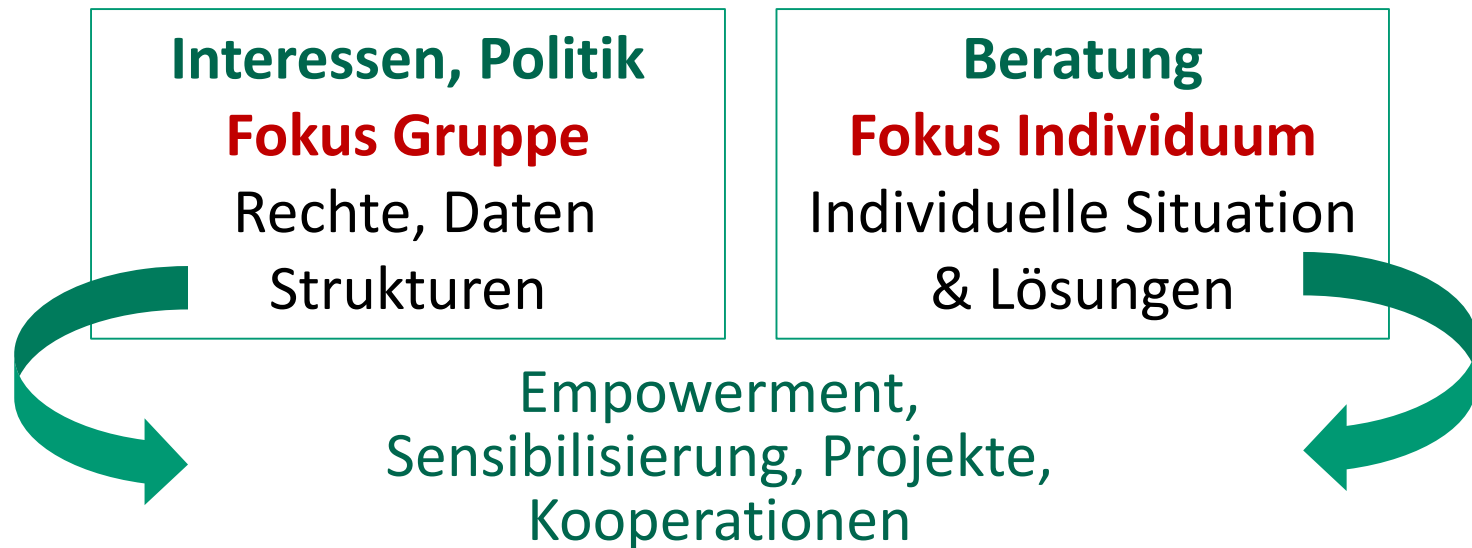 Interessen, Politik
Fokus Gruppe
Rechte, Daten
Strukturen
Beratung
Fokus Individuum
Individuelle Situation
& Lösungen
Empowerment,
Sensibilisierung, Projekte,
Kooperationen